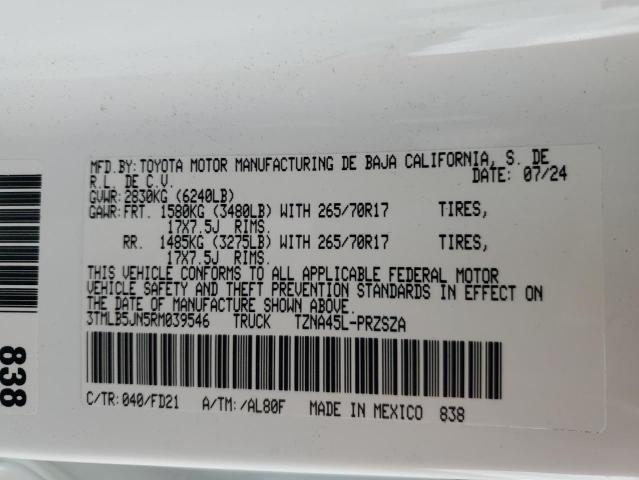 MFD.BY: TOYOTA MOTOR MANUFACTURING DE BAJA CALIFORNIA, S. DE
R.L. DE C.V. DATE: 07/24
GVWR: 2830KG (6240LB)
GAWR: FRT. 1580KG (3480LB) WITH 265/70R17 TIRES,
17X7.5J RIMS.
RR. 1485KG (3275LB) WITH 265/70R17 TIRES,
17X7.5J RIMS.
THIS VEHICLE CONFORMS TO ALL APPLICABLE FEDERAL MOTOR
VEHICLE SAFETY AND THEFT PREVENTION STANDARDS IN EFFECT ON
THE DATE OF MANUFACTURE SHOWN ABOVE.
3TMLB5JN5RM039546 TRUCK TZNA45L-PRZSZA
C/TR: 040/FD21 A/TM: /AL80F MADE IN MEXICO 838
838